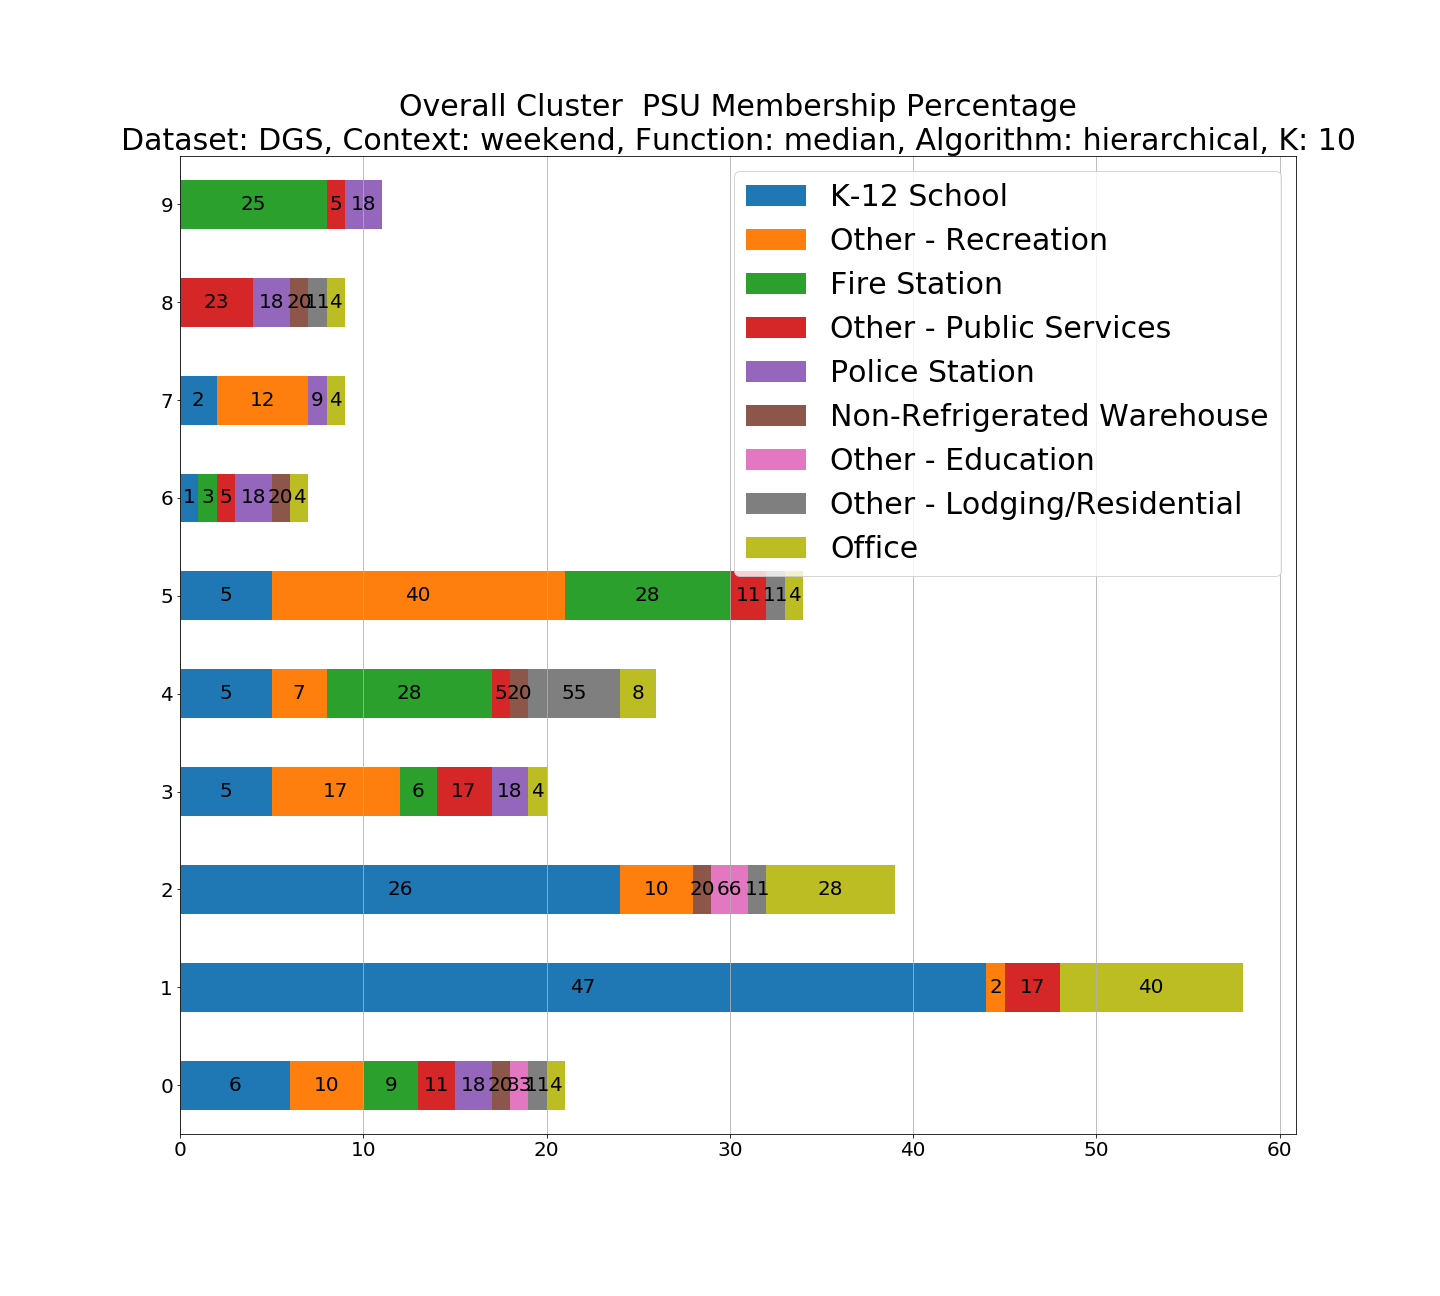 Overall Cluster  PSU Membership Percentage
Dataset: DGS, Context: weekend, Function: median, Algorithm: hierarchical, K: 10
K-12 School
Other - Recreation
Fire Station
Other - Public Services
Police Station
Non-Refrigerated Warehouse
Other - Education
Other - Lodging/Residential
Office
9 25 5 18
8 23 18 20 11 4
7 2 12 9 4
6 1 3 5 18 20 4
5 5 40 28 11 11 4
4 5 7 28 5 20 55 8
3 5 17 6 17 18 4
2 26 10 20 66 11 28
1 47 2 17 40
0 6 10 9 11 18 20 33 11 4
0 10 20 30 40 50 60